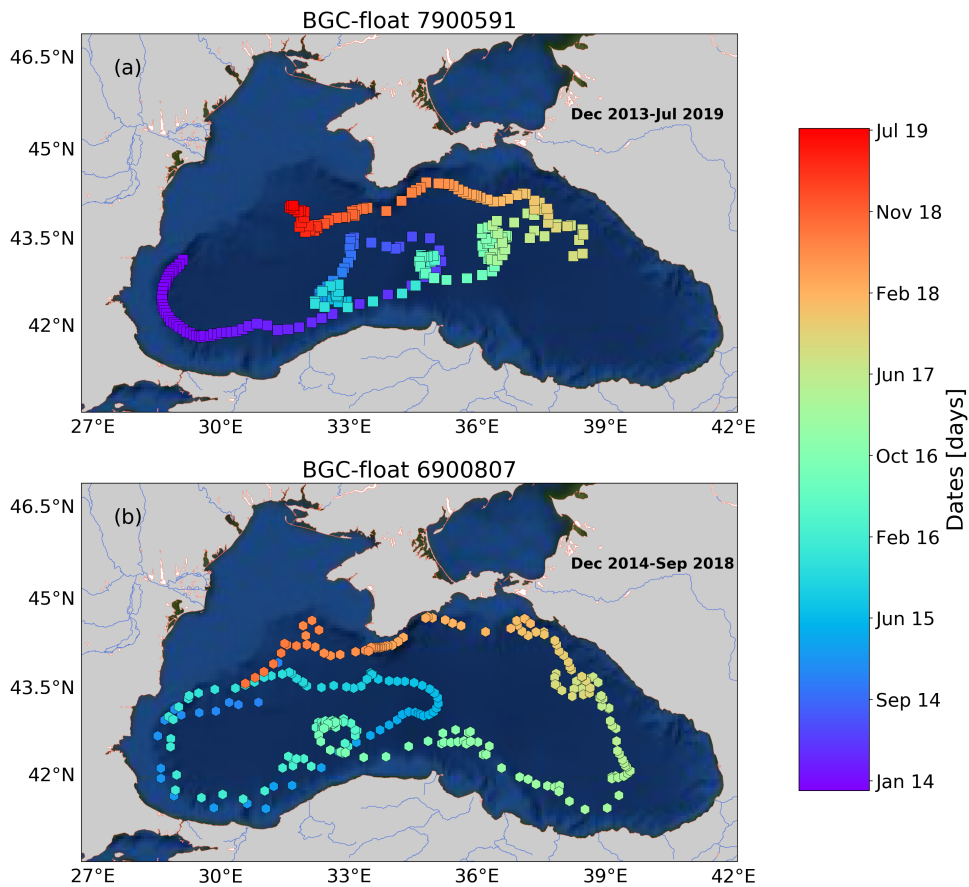 BGC-float 7900591
46.5°N
(a)
Dec 2013-Jul 2019
45°N
43.5°N
42°N
27°E 30°E 33°E 36°E 39°E 42°E
BGC-float 6900807
46.5°N
(b)
Dec 2014-Sep 2018
45°N
43.5°N
42°N
27°E 30°E 33°E 36°E 39°E 42°E
Jul 19
Nov 18
Feb 18
Jun 17
Oct 16
Feb 16
Jun 15
Sep 14
Jan 14
Dates [days]